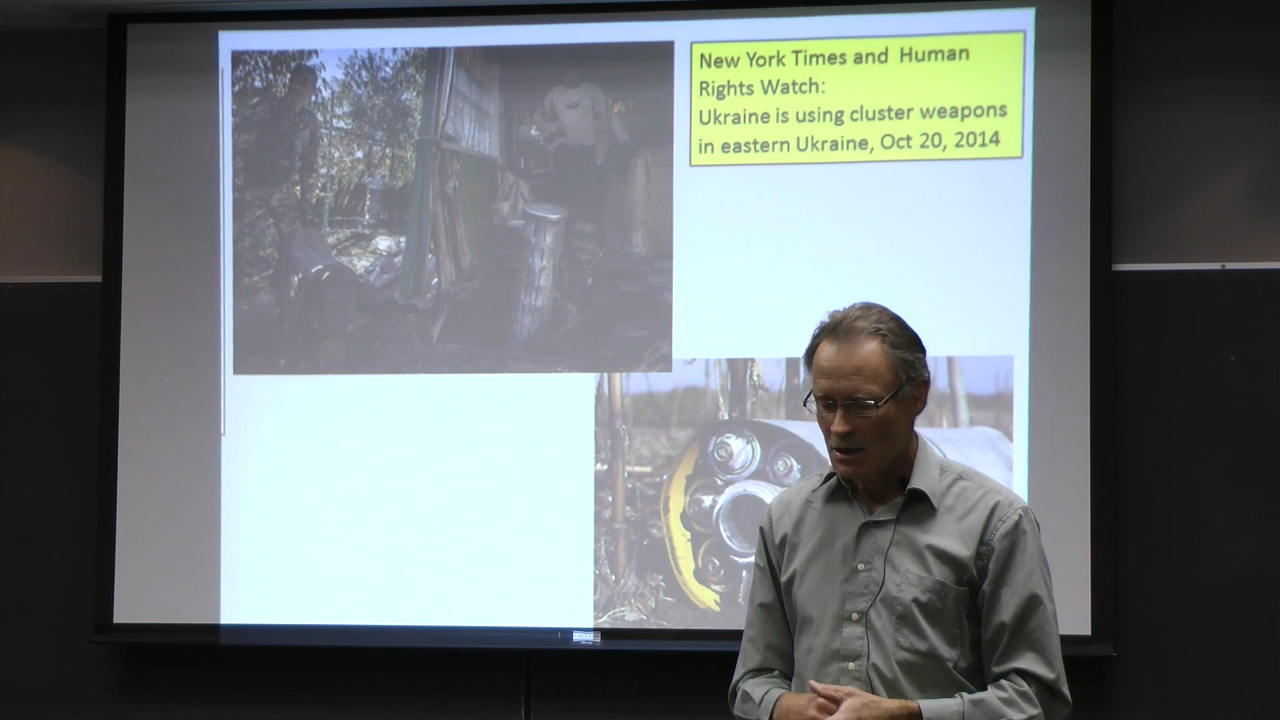 New York Times and Human
Rights Watch:
Ukraine is using cluster weapons
in eastern Ukraine, Oct 20, 2014